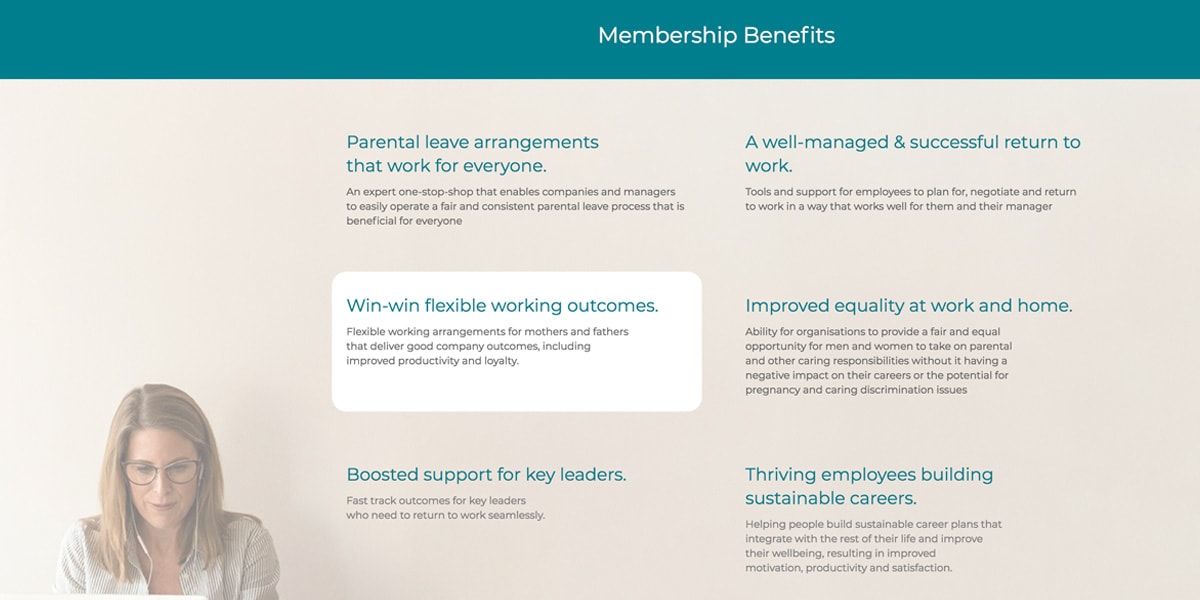 Membership Benefits
Parental leave arrangements
that work for everyone.
An expert one-stop-shop that enables companies and managers
to easily operate a fair and consistent parental leave process that is
beneficial for everyone
A well-managed & successful return to
work.
Tools and support for employees to plan for, negotiate and return
to work in a way that works well for them and their manager
Win-win flexible working outcomes.
Flexible working arrangements for mothers and fathers
that deliver good company outcomes, including
improved productivity and loyalty.
Improved equality at work and home.
Ability for organisations to provide a fair and equal
opportunity for men and women to take on parental
and other caring responsibilities without it having a
negative impact on their careers or the potential for
pregnancy and caring discrimination issues
Boosted support for key leaders.
Fast track outcomes for key leaders
who need to return to work seamlessly.
Thriving employees building
sustainable careers.
Helping people build sustainable career plans that
integrate with the rest of their life and improve
their wellbeing, resulting in improved
motivation, productivity and satisfaction.